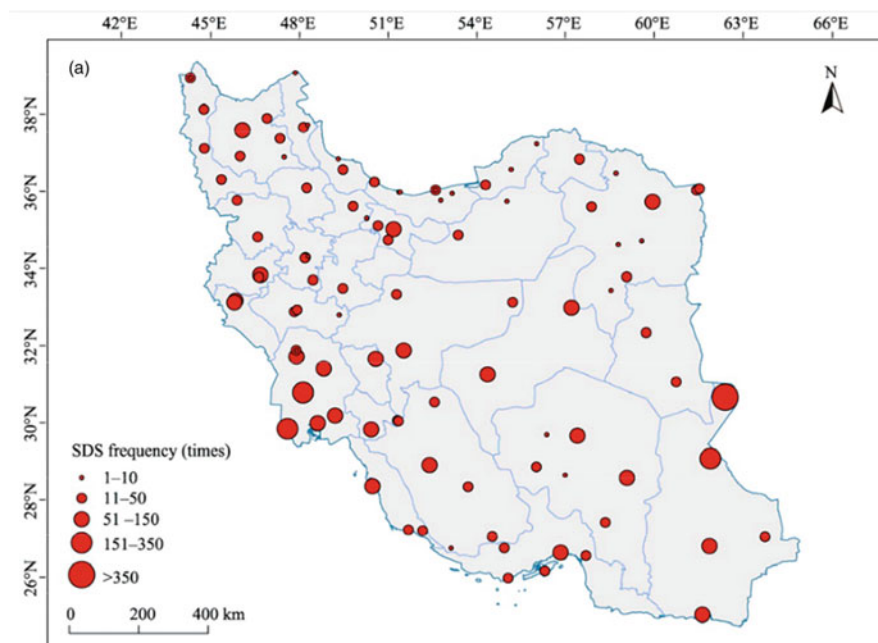 42°E 45°E 48°E 51°E 54°E 57°E 60°E 63°E 66°E
(a)
N
38°N
36°N
34°N
32°N
30°N
28°N
26°N
SDS frequency (times)
1–10
11–50
51 –150
151–350
>350
0 200 400 km